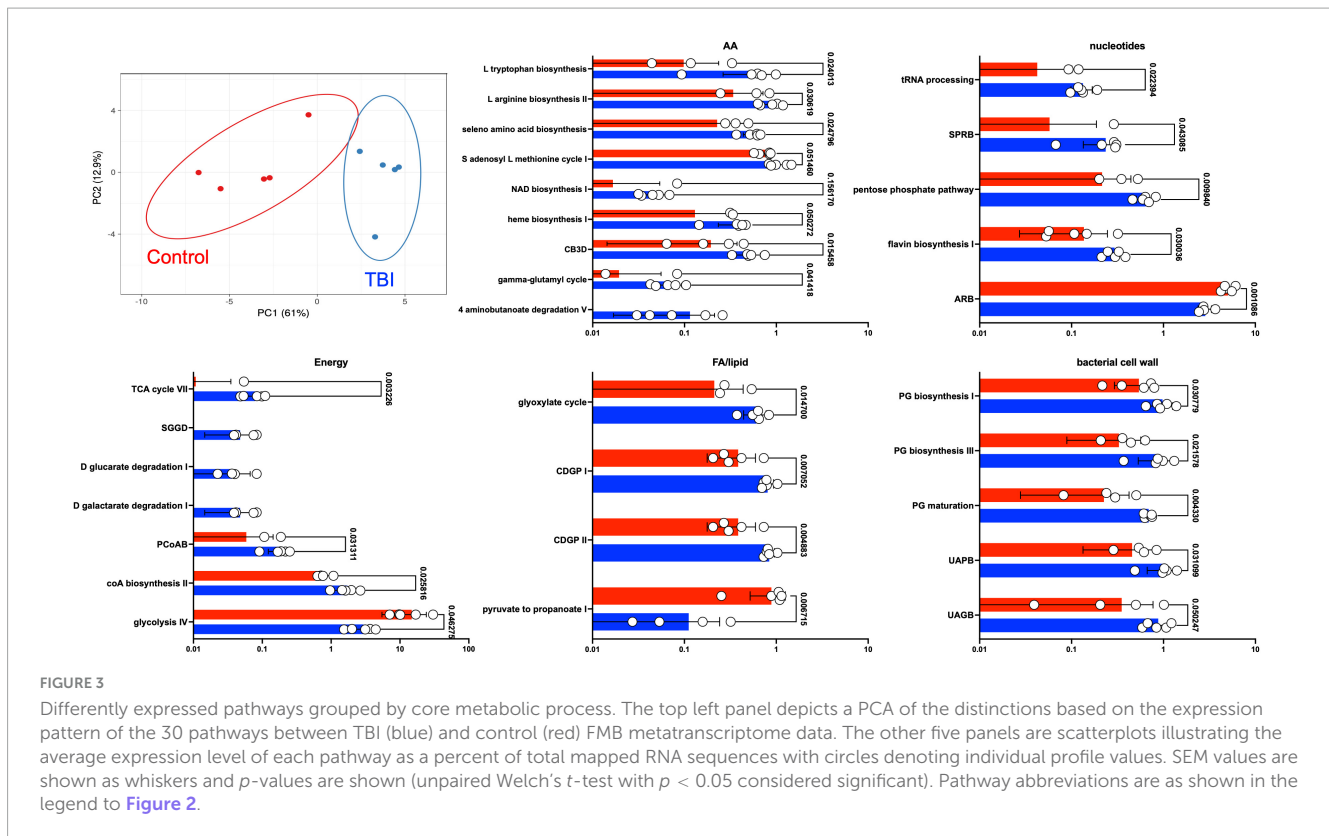 4
0
-4
PC2 (12.9%)
Control
TBI
-10
-5
0
5
PC1 (61%)
AA
L tryptophan biosynthesis
0.024013
L arginine biosynthesis II
0.030619
seleno amino acid biosynthesis
0.024796
S adenosyl L methionine cycle I
0.051460
NAD biosynthesis I
0.156170
heme biosynthesis I
0.050272
CB3D
0.015458
gamma-glutamyl cycle
0.041418
4 aminobutanoate degradation V
0.01
0.1
1
10
nucleotides
tRNA processing
0.022394
SPRB
0.043085
pentose phosphate pathway
0.009840
flavin biosynthesis I
0.030036
ARB
0.001086
0.01
0.1
1
10
Energy
TCA cycle VII
0.003226
SGGD
D glucarate degradation I
D galactarate degradation I
PCoAB
0.031311
coA biosynthesis II
0.025816
glycolysis IV
0.046275
0.01
0.1
1
10
100
FA/lipid
glyoxylate cycle
0.014700
CDGP I
0.007052
CDGP II
0.004883
pyruvate to propanoate I
0.006715
0.01
0.1
1
10
bacterial cell wall
PG biosynthesis I
0.030779
PG biosynthesis III
0.021578
PG maturation
0.004330
UAPB
0.031099
UAGB
0.050247
0.01
0.1
1
10
FIGURE 3
Differently expressed pathways grouped by core metabolic process. The top left panel depicts a PCA of the distinctions based on the expression
pattern of the 30 pathways between TBI (blue) and control (red) FMB metatranscriptome data. The other five panels are scatterplots illustrating the
average expression level of each pathway as a percent of total mapped RNA sequences with circles denoting individual profile values. SEM values are
shown as whiskers and p-values are shown (unpaired Welch's t-test with p < 0.05 considered significant). Pathway abbreviations are as shown in the
legend to Figure 2.